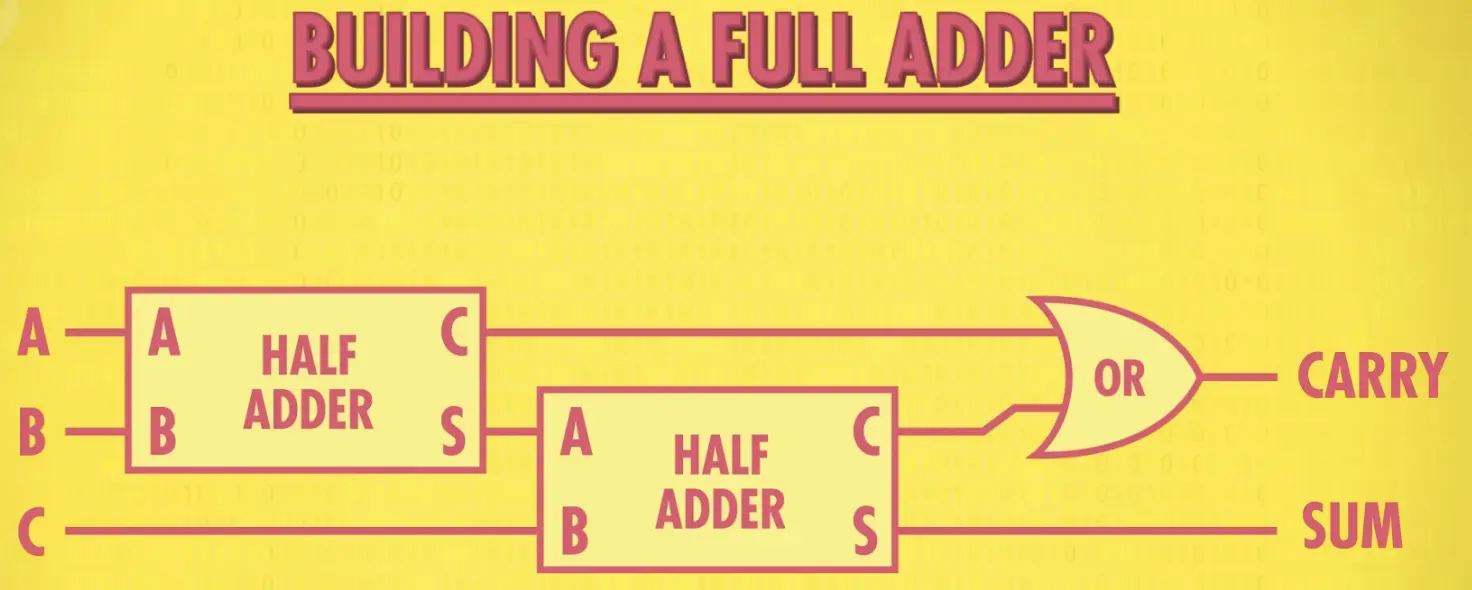 BUILDING A FULL ADDER
A
B
C
A
B
HALF
ADDER
C
S
A
B
HALF
ADDER
C
S
OR
CARRY
SUM